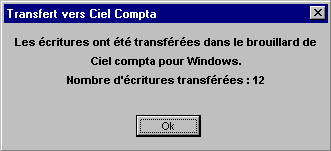 Transfert vers Ciel Compta
Les écritures ont été transférées dans le brouillard de
Ciel compta pour Windows.
Nombre d'écritures transférées : 12
Ok